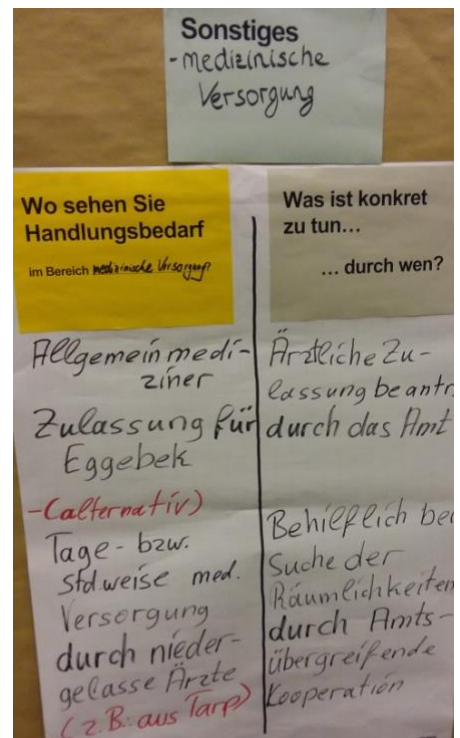 Sonstiges
- medizinische
Versorgung
Wo sehen Sie
Handlungsbedarf
im Bereich medizinische Versorgung?
Allgemeinmedi-
ziner
Zulassung für
Eggebek
- (alternativ)
Tage- bzw.
stdweise med.
Versorgung
durch nieder-
gelasse Ärzte
(z.B. aus Tarp)
Was ist konkret
zu tun...
... durch wen?
Ärztliche Zu-
lassung beantr
durch das Amt
Behilflich bei
Suche der
Räumlichkeiten
durch Amts-
übergreifende
Kooperation